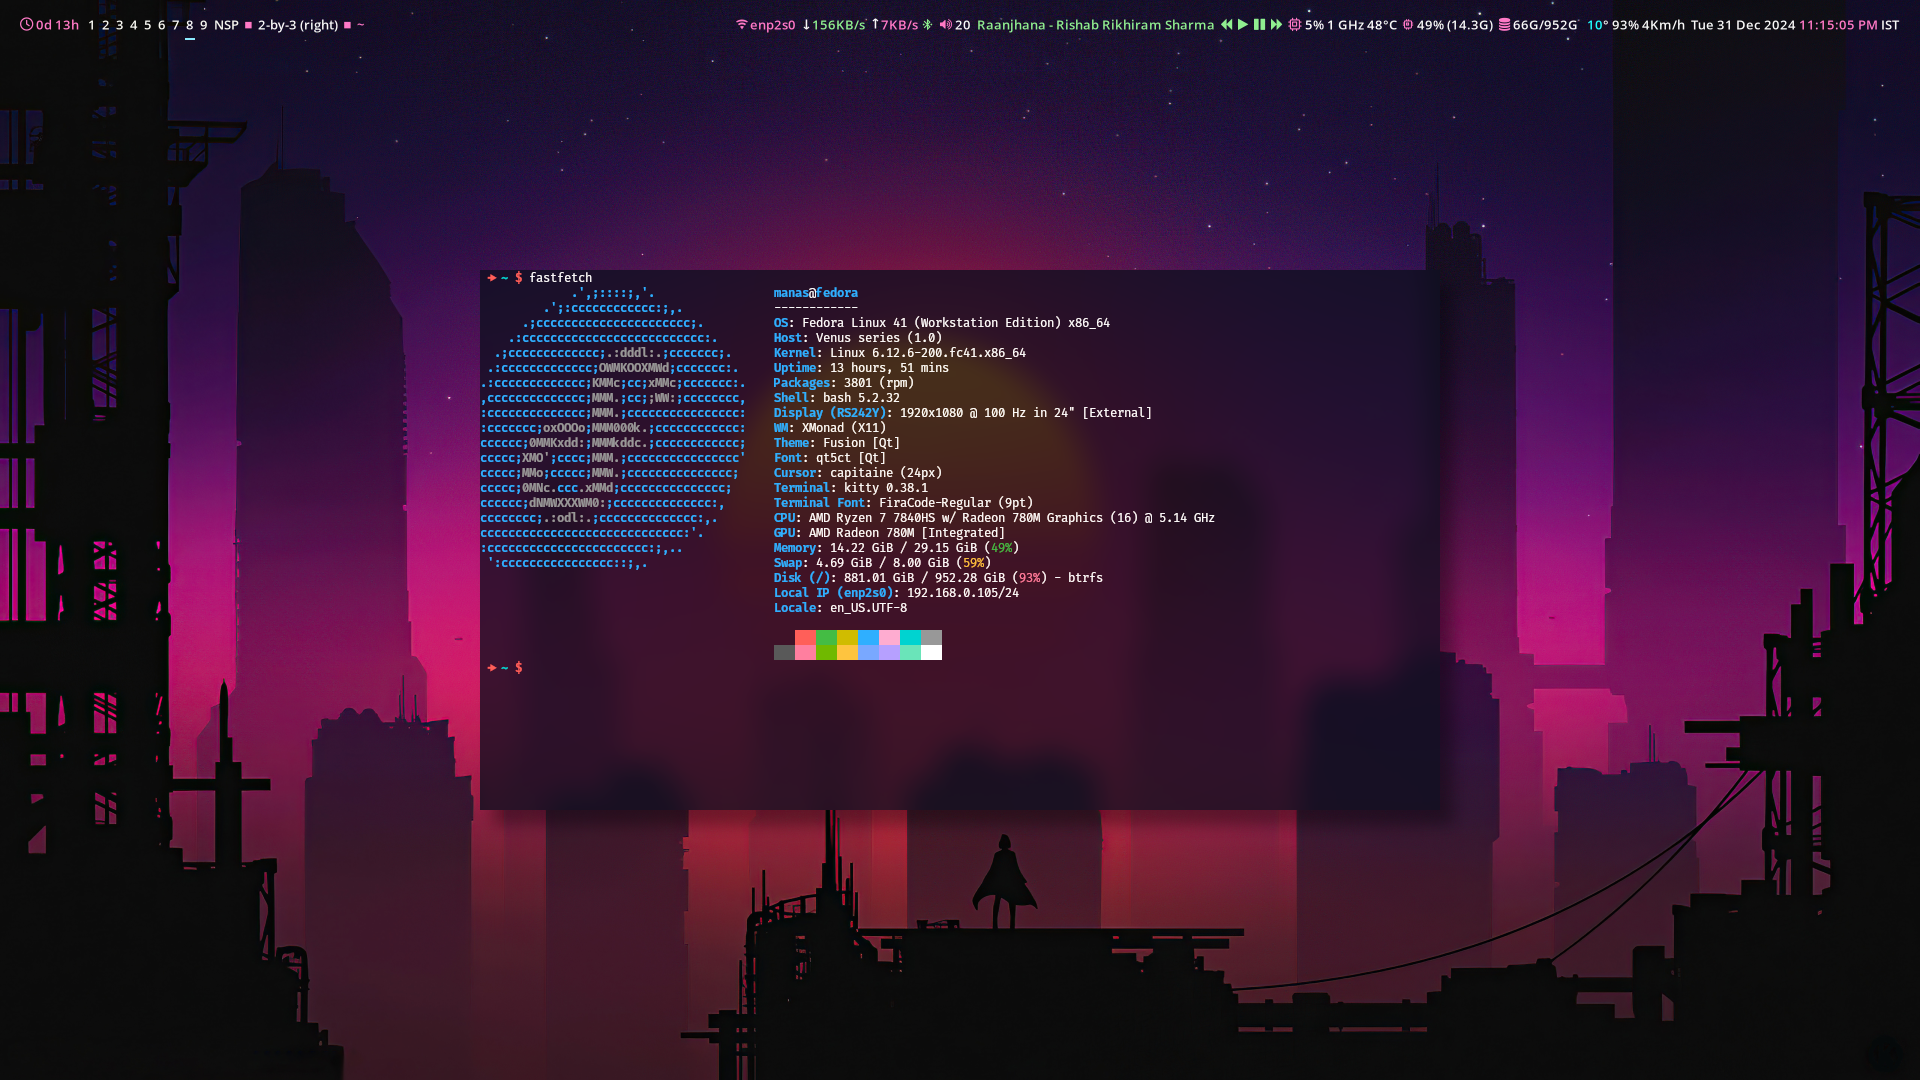 0d 13h 1 2 3 4 5 6 7 8 9 NSP ■ 2-by-3 (right) ■ ~ enp2s0 ↓156KB/s ↑7KB/s 20 Raanjhana - Rishab Rikhiram Sharma 5% 1 GHz 48°C 49% (14.3G) 66G/952G 10° 93% 4Km/h Tue 31 Dec 2024 11:15:05 PM IST
➜ ~ $ fastfetch
.',;::::;,'. manas@fedora
.';:cccccccccccc:;,. ------------
.;cccccccccccccccccccccc;. OS: Fedora Linux 41 (Workstation Edition) x86_64
.:cccccccccccccccccccccccccc:. Host: Venus series (1.0)
.;ccccccccccccc;.:dddl:.;ccccccc;. Kernel: Linux 6.12.6-200.fc41.x86_64
.:ccccccccccccc;OWMKOOXMWd;ccccccc:. Uptime: 13 hours, 51 mins
.:ccccccccccccc;KMMc;cc;xMMc;ccccccc:. Packages: 3801 (rpm)
,cccccccccccccc;MMM.;cc;;WW:;cccccccc, Shell: bash 5.2.32
:cccccccccccccc;MMM.;cccccccccccccccc: Display (RS242Y): 1920x1080 @ 100 Hz in 24" [External]
:ccccccc;oxOOOo;MMM000k.;cccccccccccc: WM: XMonad (X11)
cccccc;0MMKxdd:;MMMkddc.;cccccccccccc; Theme: Fusion [Qt]
ccccc;XMO';cccc;MMM.;cccccccccccccccc' Font: qt5ct [Qt]
ccccc;MMo;ccccc;MMW.;ccccccccccccccc; Cursor: capitaine (24px)
ccccc;0MNc.ccc.xMMd;ccccccccccccccc; Terminal: kitty 0.38.1
cccccc;dNMWXXXWM0:;cccccccccccccc:, Terminal Font: FiraCode-Regular (9pt)
cccccccc;.:odl:.;cccccccccccccc:,. CPU: AMD Ryzen 7 7840HS w/ Radeon 780M Graphics (16) @ 5.14 GHz
ccccccccccccccccccccccccccccc:'. GPU: AMD Radeon 780M [Integrated]
:ccccccccccccccccccccccc:;,.. Memory: 14.22 GiB / 29.15 GiB (49%)
':cccccccccccccccc::;,. Swap: 4.69 GiB / 8.00 GiB (59%)
Disk (/): 881.01 GiB / 952.28 GiB (93%) - btrfs
Local IP (enp2s0): 192.168.0.105/24
Locale: en_US.UTF-8
➜ ~ $